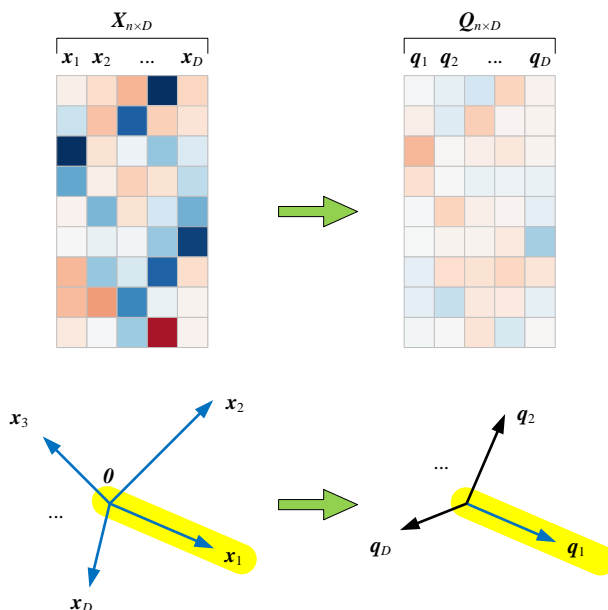 X_{n×D} Q_{n×D}
x_1 x_2 ... x_D q_1 q_2 ... q_D
x_3 x_2 q_2
0 ...
... x_1 q_D q_1
x_D